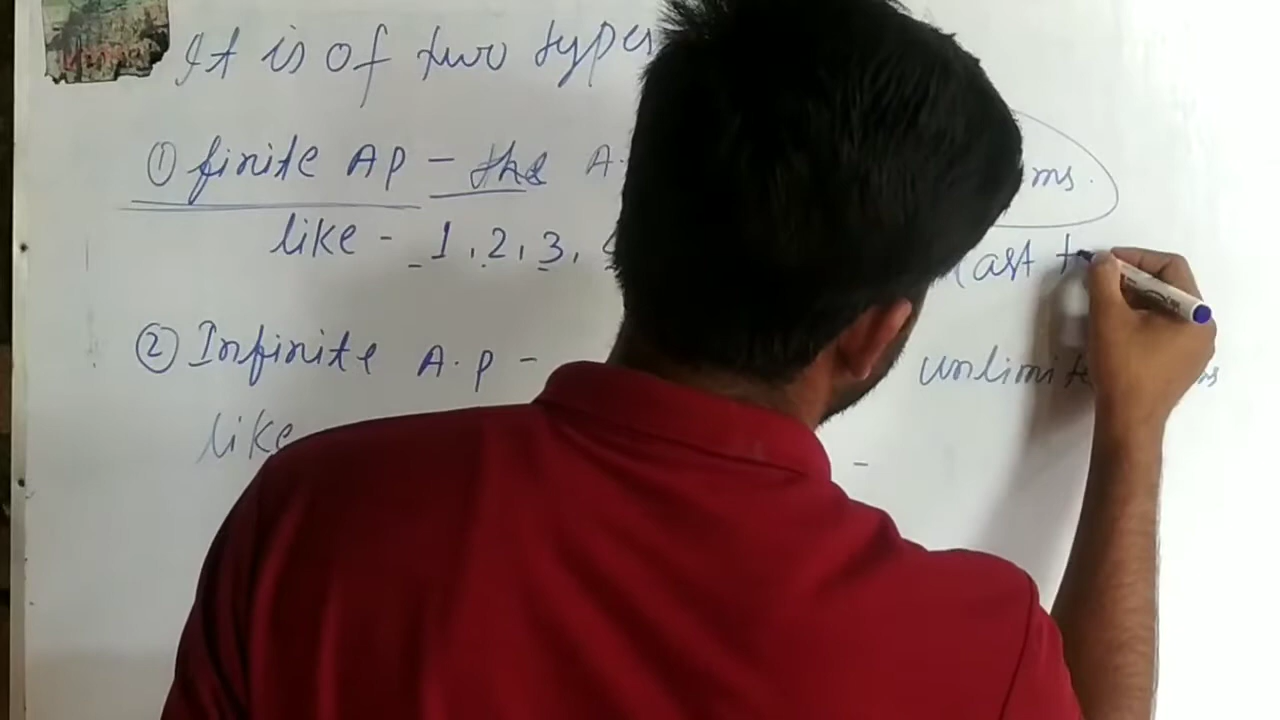 It is of two types
① finite AP - the A. ms.
like - 1, 2, 3, last
② Infinite A.P - unlimite
like